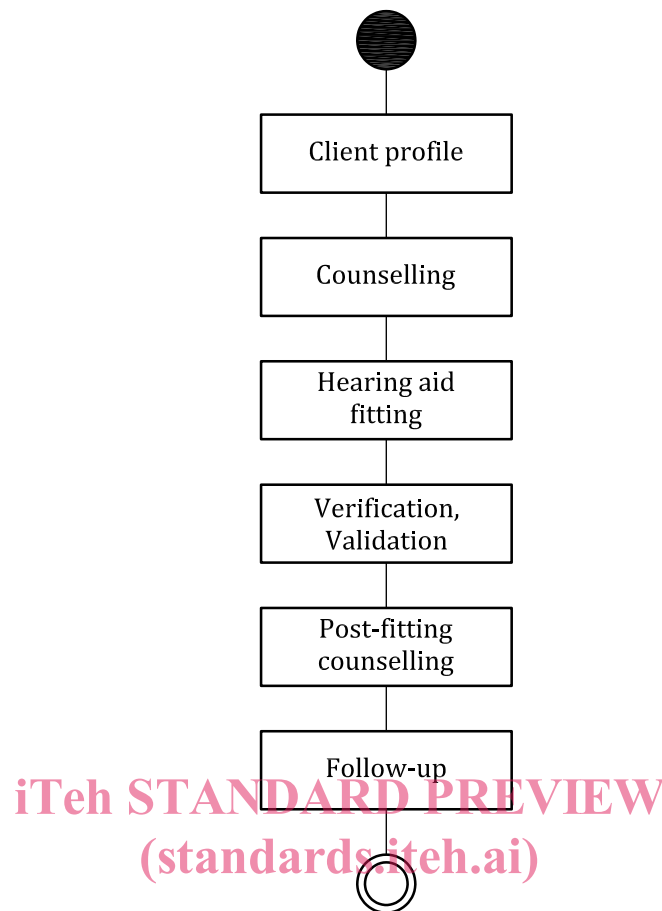 Client profile
Counselling
Hearing aid
fitting
Verification,
Validation
Post-fitting
counselling
Follow-up
iTeh STANDARD PREVIEW
(standards.iteh.ai)